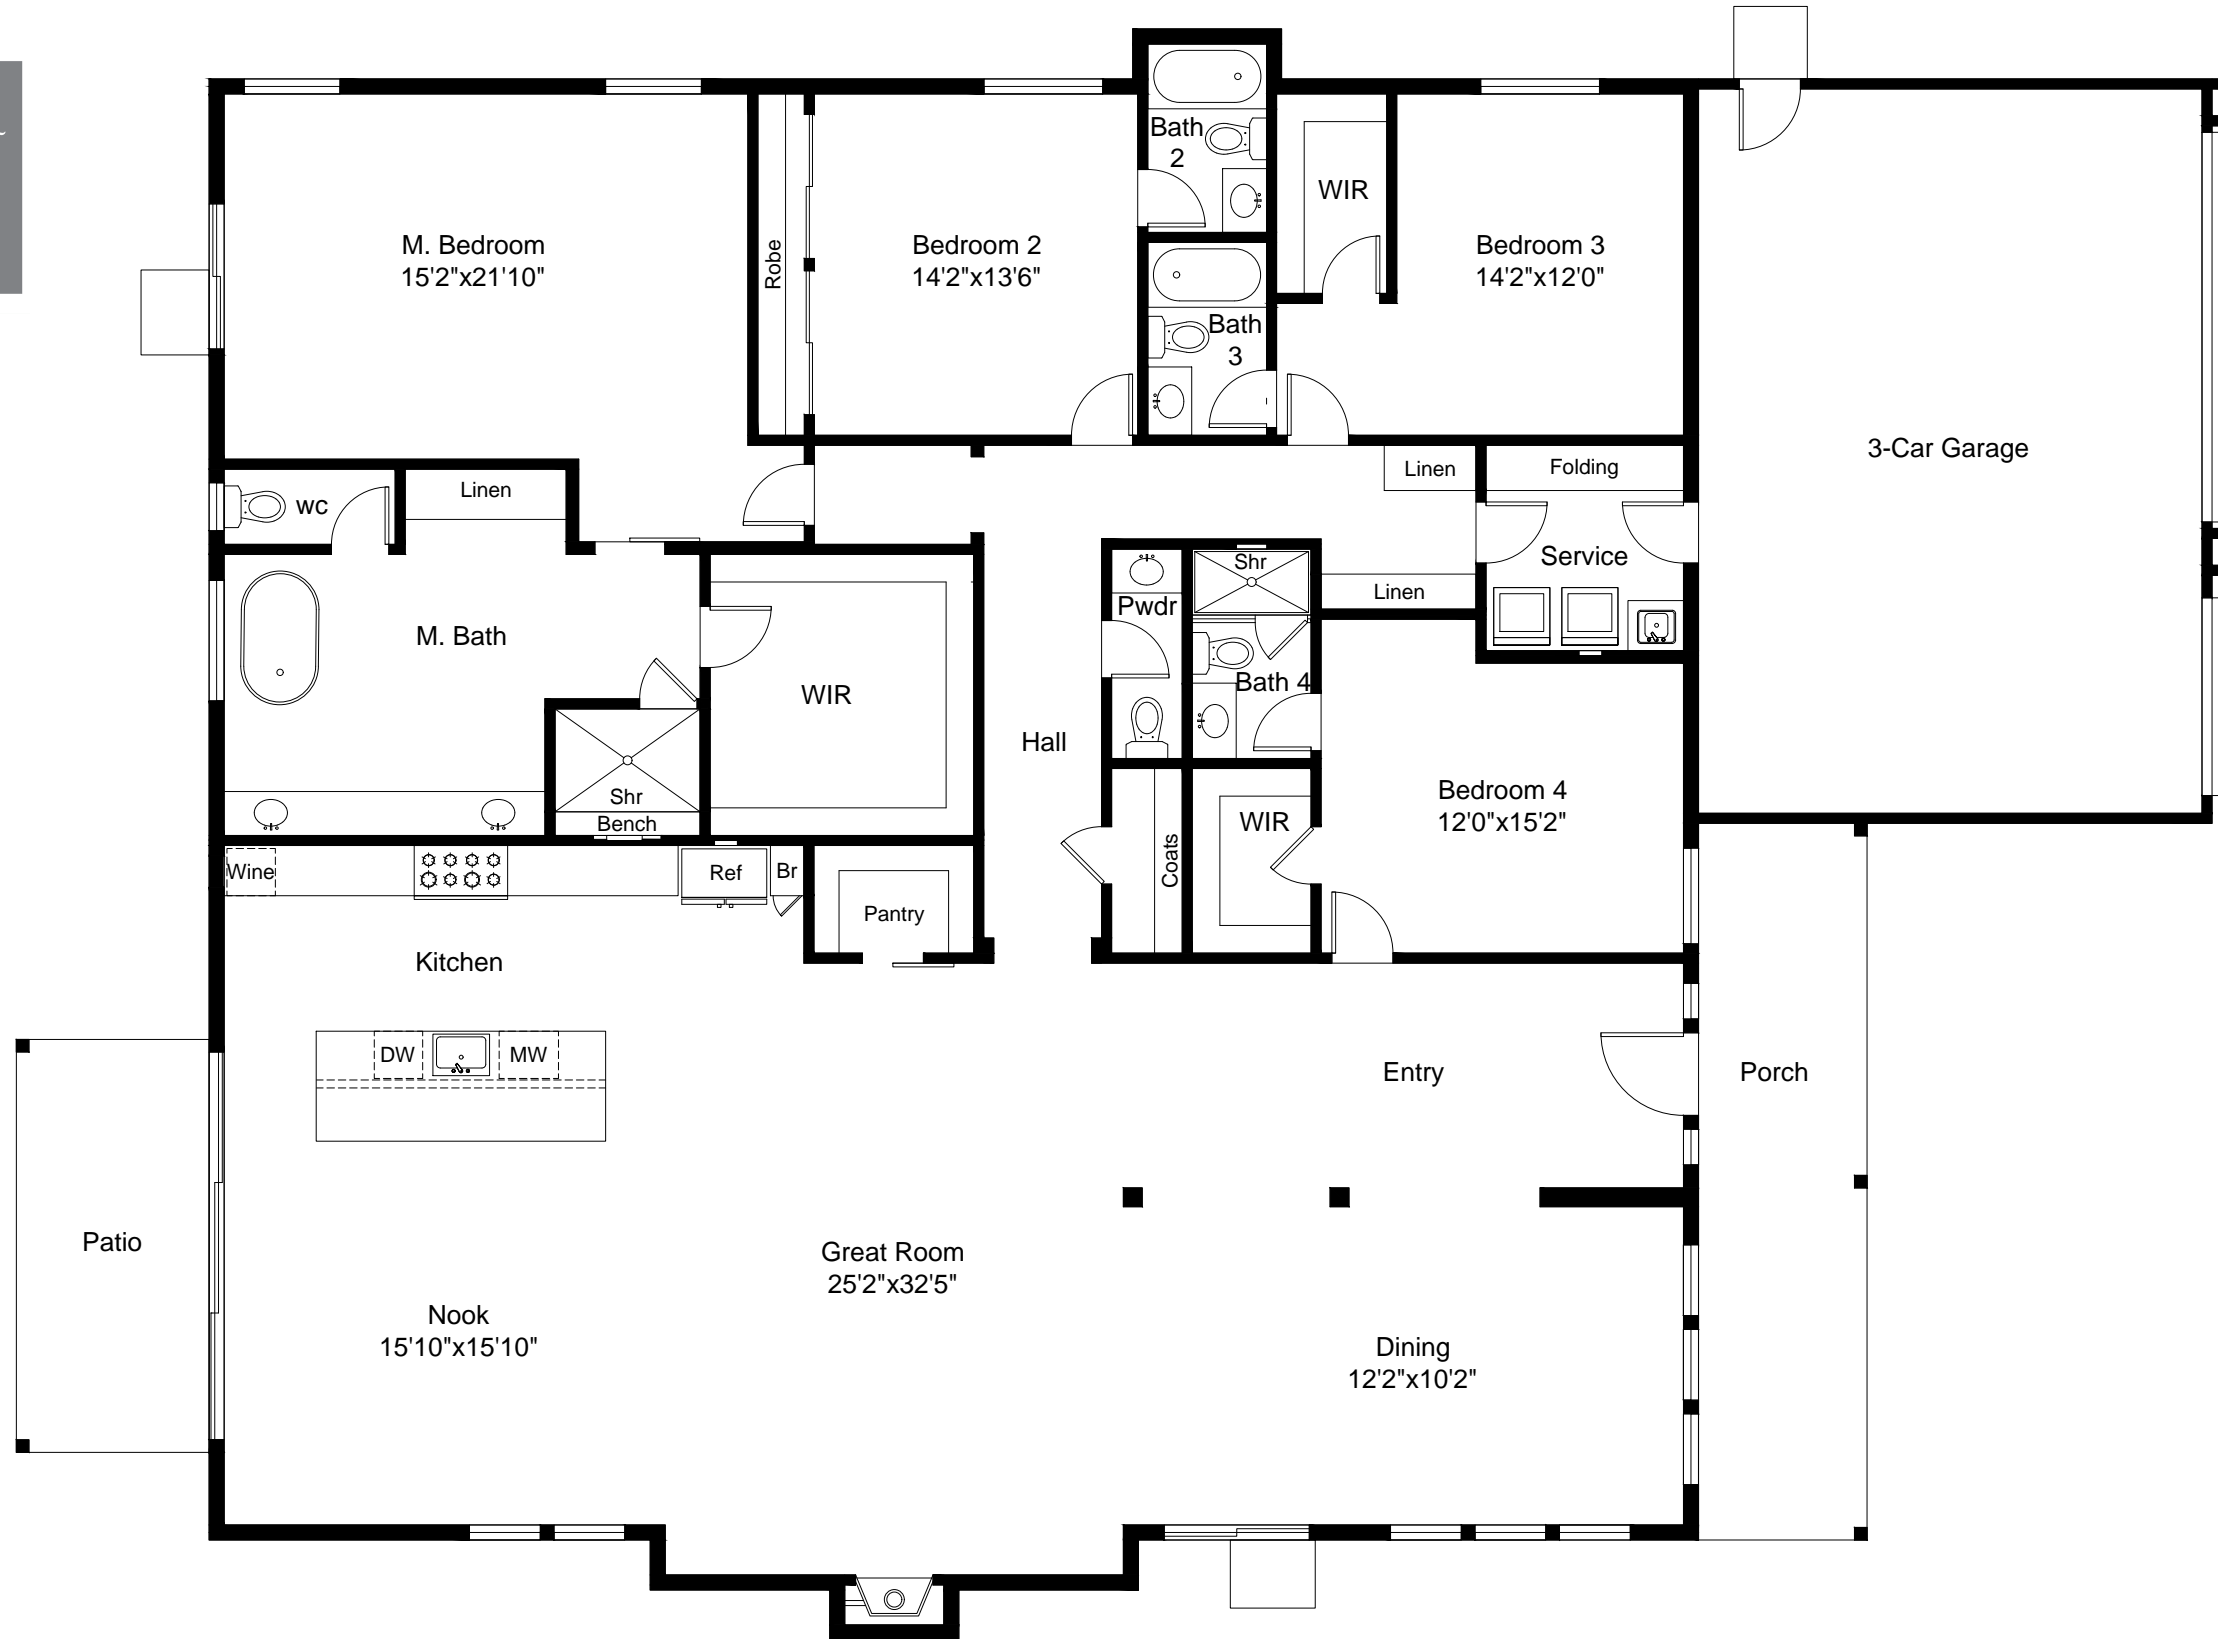 Bath
2
WIR
M. Bedroom
15'2"x21'10"
Robe
Bedroom 2
14'2"x13'6"
Bedroom 3
14'2"x12'0"
Bath
3
3-Car Garage
wc
Linen
Linen
Folding
Service
Shr
Linen
Pwdr
M. Bath
WIR
Bath 4
Hall
Shr
Bench
Bedroom 4
12'0"x15'2"
WIR
Coats
Wine
Ref
Br
Pantry
Kitchen
DW
MW
Entry
Porch
Patio
Great Room
25'2"x32'5"
Nook
15'10"x15'10"
Dining
12'2"x10'2"